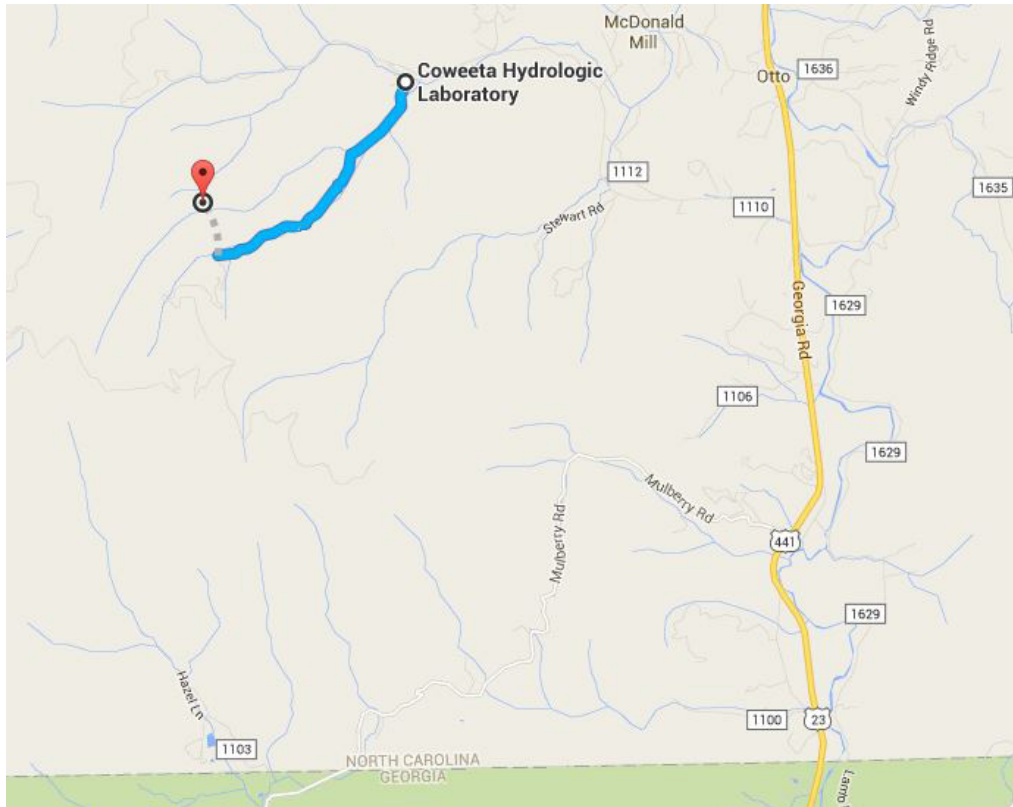 McDonald
Mill
Coweeta Hydrologic
Laboratory
Otto
1636
Windy Ridge Rd
1112
1635
1110
Stewart Rd
Georgia Rd
1629
1106
1629
Mulberry Rd
441
Mulberry Rd
1629
Hazel Ln
1100
23
1103
NORTH CAROLINA
GEORGIA